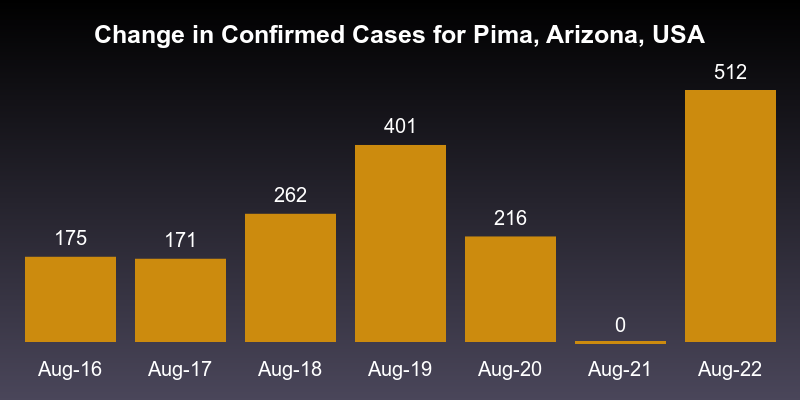 Change in Confirmed Cases for Pima, Arizona, USA
175
171
262
401
216
0
512
Aug-16
Aug-17
Aug-18
Aug-19
Aug-20
Aug-21
Aug-22